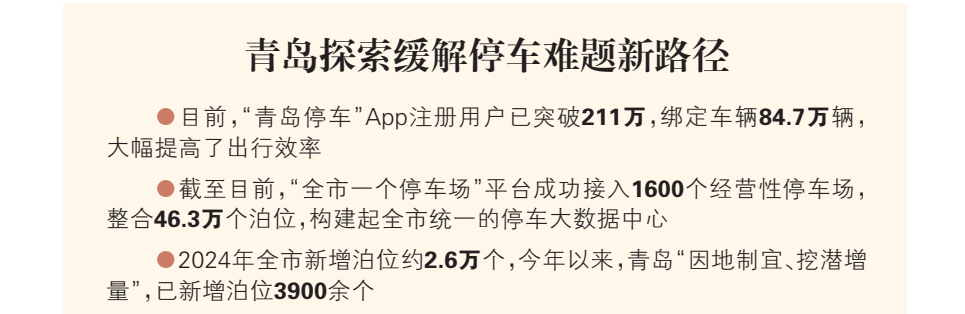 青岛探索缓解停车难题新路径
●目前，“青岛停车”App注册用户已突破211万，绑定车辆84.7万辆，
大幅提高了出行效率
●截至目前，“全市一个停车场”平台成功接入1600个经营性停车场，
整合46.3万个泊位，构建起全市统一的停车大数据中心
●2024年全市新增泊位约2.6万个，今年以来，青岛“因地制宜、挖潜增
量”，已新增泊位3900余个